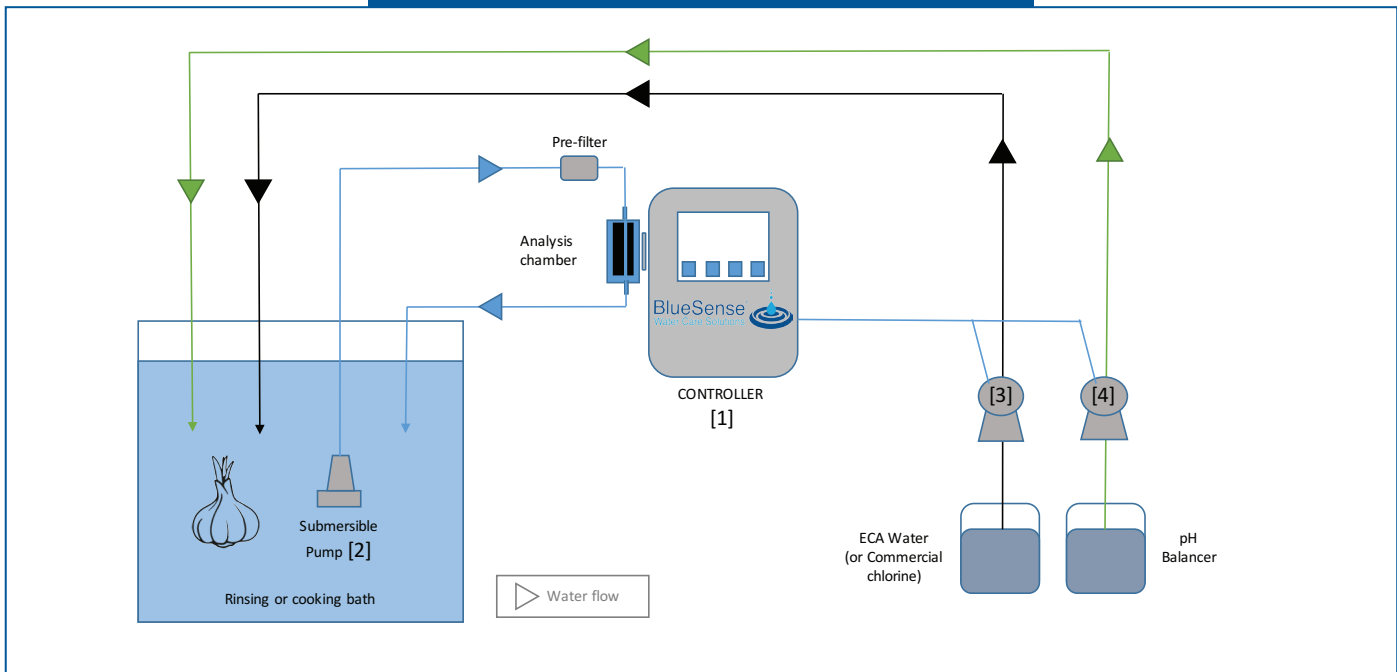 Pre-filter
Analysis
chamber
BlueSense
Water Care Solutions
CONTROLLER
[1]
[3]
[4]
Submersible
Pump [2]
Rinsing or cooking bath
Water flow
ECA Water
(or Commercial
chlorine)
pH
Balancer